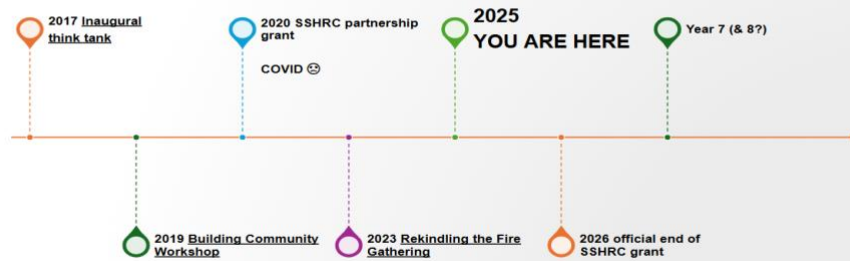 2017 Inaugural
think tank
2020 SSHRC partnership
grant
COVID ☹
2025
YOU ARE HERE
Year 7 (& 8?)
2019 Building Community
Workshop
2023 Rekindling the Fire
Gathering
2026 official end of
SSHRC grant